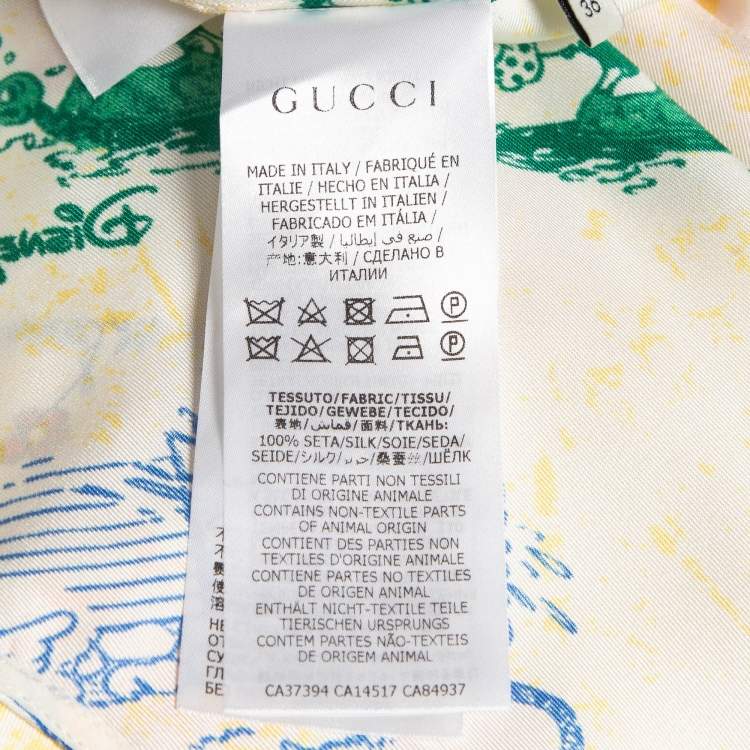 36
GUCCI
MADE IN ITALY / FABRIQUÉ EN
ITALIE / HECHO EN ITALIA /
HERGESTELLT IN ITALIEN /
FABRICADO EM ITÁLIA /
イタリア製 / صنع في إيطاليا /
产地:意大利 / СДЕЛАНО В
ИТАЛИИ
P
P
TESSUTO/FABRIC/TISSU/
TEJIDO/GEWEBE/TECIDO/
表地/قماش/面料/ТКАНЬ:
100% SETA/SILK/SOIE/SEDA/
SEIDE/シルク/حرير/桑蚕丝/ШЁЛК
CONTIENE PARTI NON TESSILI
DI ORIGINE ANIMALE
CONTAINS NON-TEXTILE PARTS
OF ANIMAL ORIGIN
CONTIENT DES PARTIES NON
TEXTILES D'ORIGINE ANIMALE
CONTIENE PARTES NO TEXTILES
DE ORIGEN ANIMAL
ENTHÄLT NICHT-TEXTILE TEILE
TIERISCHEN URSPRUNGS
CONTEM PARTES NÃO-TEXTEIS
DE ORIGEM ANIMAL
CA37394 CA14517 CA84937